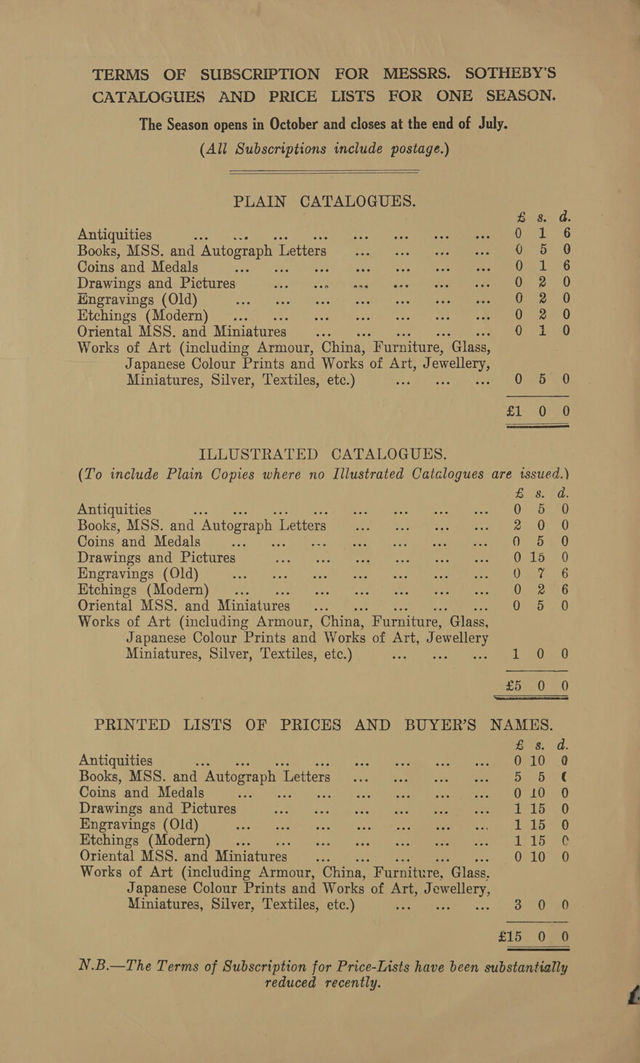 TERMS OF SUBSCRIPTION FOR MESSRS. SOTHEBY'S
CATALOGUES AND PRICE LISTS FOR ONE SEASON.
The Season opens in October and closes at the end of July.
(All Subscriptions include postage.)
PLAIN CATALOGUES.
£ s. d.
Antiquities ... ... ... ... ... ... ... ... 0 1 6
Books, MSS. and Autograph Letters ... ... ... ... 0 5 0
Coins and Medals ... ... ... ... ... ... ... 0 1 6
Drawings and Pictures ... ... ... ... ... ... 0 2 0
Engravings (Old) ... ... ... ... ... ... ... 0 2 0
Etchings (Modern) ... ... ... ... ... ... ... 0 2 0
Oriental MSS. and Miniatures ... ... ... ... ... 0 1 0
Works of Art (including Armour, China, Furniture, Glass,
Japanese Colour Prints and Works of Art, Jewellery,
Miniatures, Silver, Textiles, etc.) ... ... ... 0 5 0
£1 0 0
ILLUSTRATED CATALOGUES.
(To include Plain Copies where no Illustrated Catalogues are issued.)
£ s. d.
Antiquities ... ... ... ... ... ... ... ... 0 5 0
Books, MSS. and Autograph Letters ... ... ... ... 2 0 0
Coins and Medals ... ... ... ... ... ... ... 0 5 0
Drawings and Pictures ... ... ... ... ... ... 0 15 0
Engravings (Old) ... ... ... ... ... ... ... 0 7 6
Etchings (Modern) ... ... ... ... ... ... ... 0 2 6
Oriental MSS. and Miniatures ... ... ... ... ... 0 5 0
Works of Art (including Armour, China, Furniture, Glass,
Japanese Colour Prints and Works of Art, Jewellery
Miniatures, Silver, Textiles, etc.) ... ... ... 1 0 0
£5 0 0
PRINTED LISTS OF PRICES AND BUYER'S NAMES.
£ s. d.
Antiquities ... ... ... ... ... ... ... ... 0 10 0
Books, MSS. and Autograph Letters ... ... ... ... 5 5 0
Coins and Medals ... ... ... ... ... ... ... 0 10 0
Drawings and Pictures ... ... ... ... ... ... 1 15 0
Engravings (Old) ... ... ... ... ... ... ... 1 15 0
Etchings (Modern) ... ... ... ... ... ... ... 1 15 0
Oriental MSS. and Miniatures ... ... ... ... ... 0 10 0
Works of Art (including Armour, China, Furniture, Glass,
Japanese Colour Prints and Works of Art, Jewellery,
Miniatures, Silver, Textiles, etc.) ... ... ... 3 0 0
£15 0 0
N.B.—The Terms of Subscription for Price-Lists have been substantially
reduced recently.